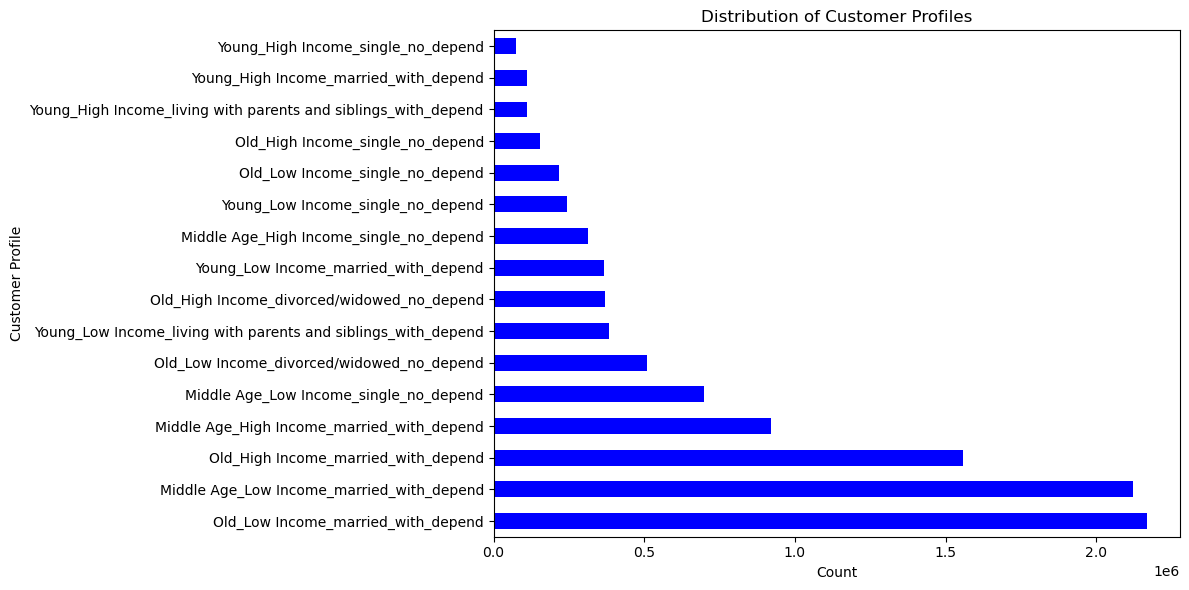 Distribution of Customer Profiles
Customer Profile
Young_High Income_single_no_depend
Young_High Income_married_with_depend
Young_High Income_living with parents and siblings_with_depend
Old_High Income_single_no_depend
Old_Low Income_single_no_depend
Young_Low Income_single_no_depend
Middle Age_High Income_single_no_depend
Young_Low Income_married_with_depend
Old_High Income_divorced/widowed_no_depend
Young_Low Income_living with parents and siblings_with_depend
Old_Low Income_divorced/widowed_no_depend
Middle Age_Low Income_single_no_depend
Middle Age_High Income_married_with_depend
Old_High Income_married_with_depend
Middle Age_Low Income_married_with_depend
Old_Low Income_married_with_depend
0.0 0.5 1.0 1.5 2.0
1e6
Count